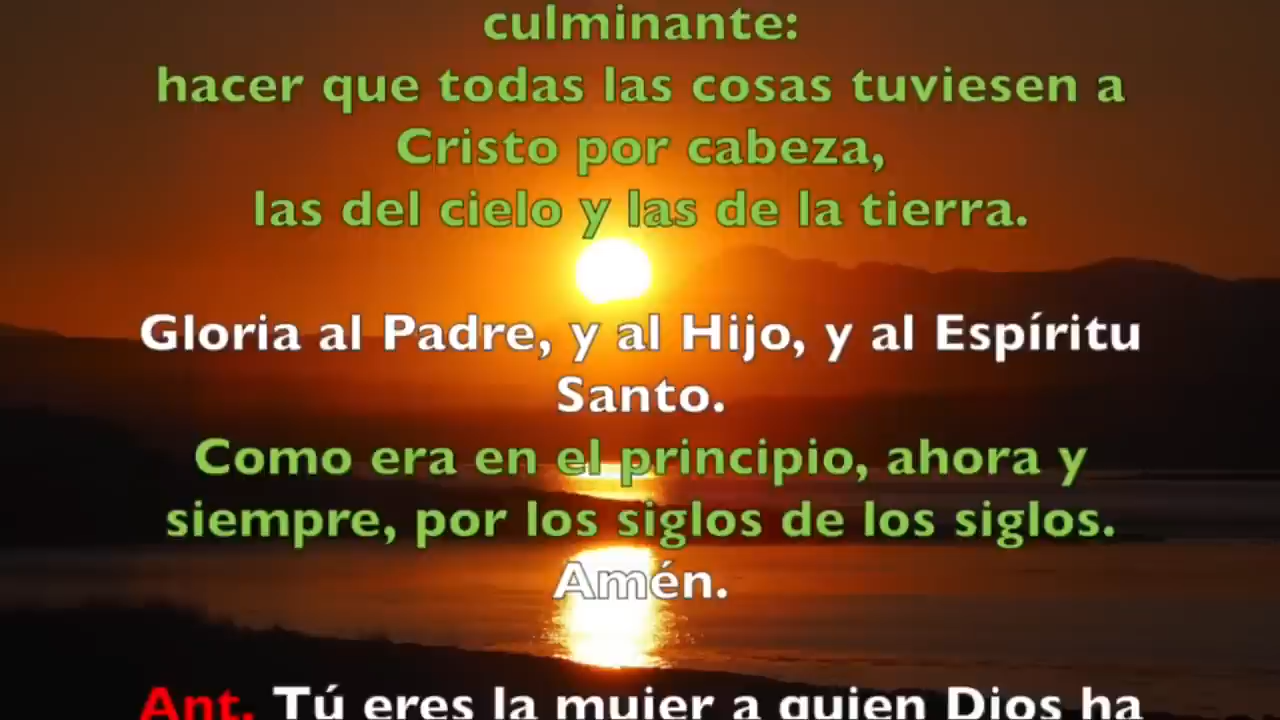 culminante:
hacer que todas las cosas tuviesen a
Cristo por cabeza,
las del cielo y las de la tierra.
Gloria al Padre, y al Hijo, y al Espíritu
Santo.
Como era en el principio, ahora y
siempre, por los siglos de los siglos.
Amén.
Ant. Tú eres la mujer a quien Dios ha